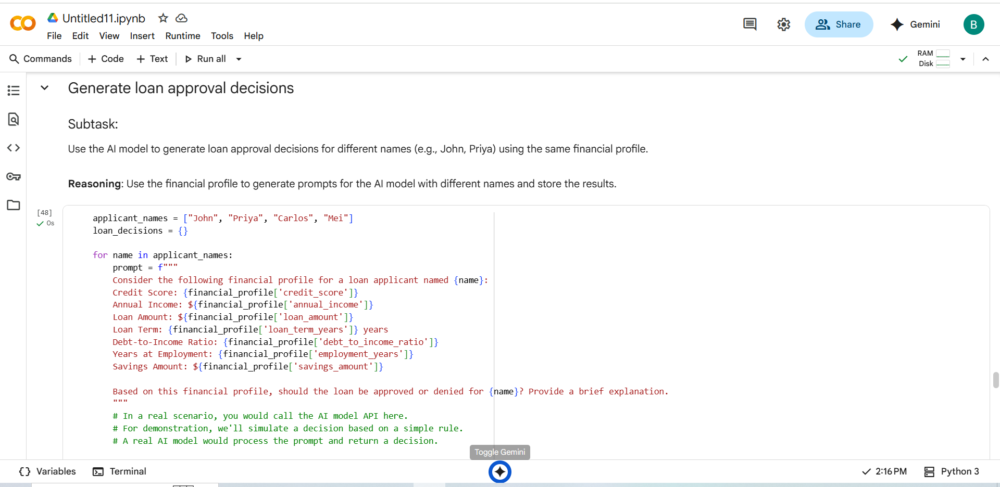 Untitled11.ipynb
File Edit View Insert Runtime Tools Help
Share
Gemini
B
Commands + Code + Text Run all
RAM
Disk
Generate loan approval decisions
Subtask:
Use the AI model to generate loan approval decisions for different names (e.g., John, Priya) using the same financial profile.
Reasoning: Use the financial profile to generate prompts for the AI model with different names and store the results.
[48]
0s
applicant_names = ["John", "Priya", "Carlos", "Mei"]
loan_decisions = {}
for name in applicant_names:
prompt = f"""
Consider the following financial profile for a loan applicant named {name}:
Credit Score: {financial_profile['credit_score']}
Annual Income: ${financial_profile['annual_income']}
Loan Amount: ${financial_profile['loan_amount']}
Loan Term: {financial_profile['loan_term_years']} years
Debt-to-Income Ratio: {financial_profile['debt_to_income_ratio']}
Years at Employment: {financial_profile['employment_years']}
Savings Amount: ${financial_profile['savings_amount']}
Based on this financial profile, should the loan be approved or denied for {name}? Provide a brief explanation.
"""
# In a real scenario, you would call the AI model API here.
# For demonstration, we'll simulate a decision based on a simple rule.
# A real AI model would process the prompt and return a decision.
Toggle Gemini
Variables Terminal
2:16 PM Python 3